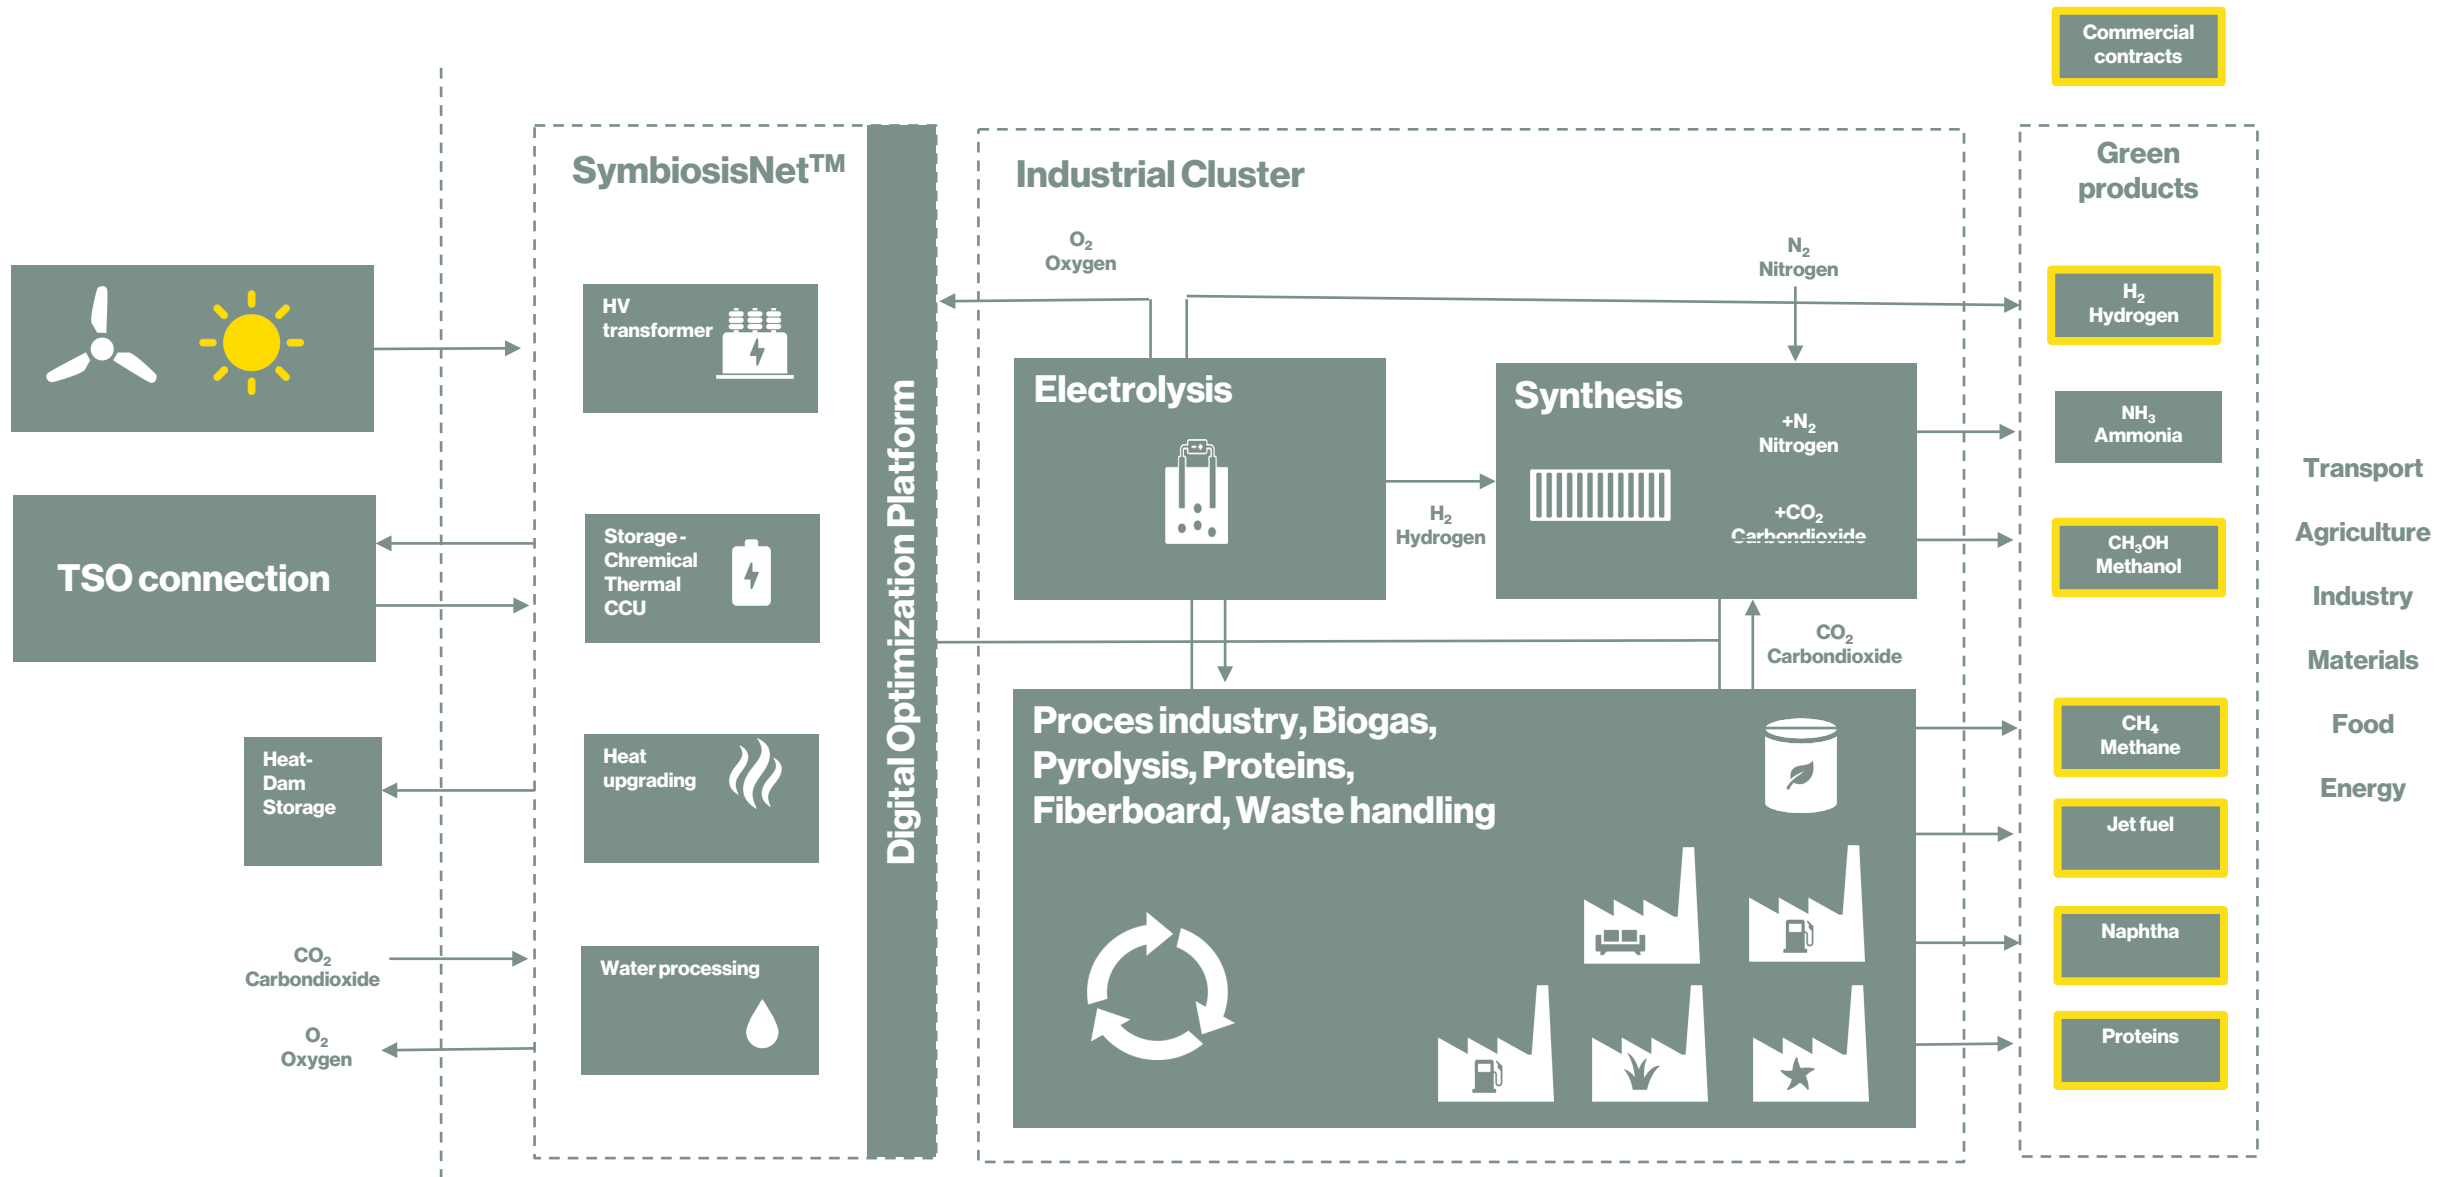 Commercial
contracts
SymbiosisNet™
HV
transformer
Storage -
Chremical
Thermal
CCU
Heat
upgrading
Water processing
Digital Optimization Platform
TSO connection
Heat-
Dam
Storage
CO₂
Carbondioxide
O₂
Oxygen
Industrial Cluster
O₂
Oxygen
N₂
Nitrogen
Electrolysis
H₂
Hydrogen
Synthesis
+N₂
Nitrogen
+CO₂
Carbondioxide
CO₂
Carbondioxide
Proces industry, Biogas,
Pyrolysis, Proteins,
Fiberboard, Waste handling
Green
products
H₂
Hydrogen
NH₃
Ammonia
CH₃OH
Methanol
CH₄
Methane
Jet fuel
Naphtha
Proteins
Transport
Agriculture
Industry
Materials
Food
Energy